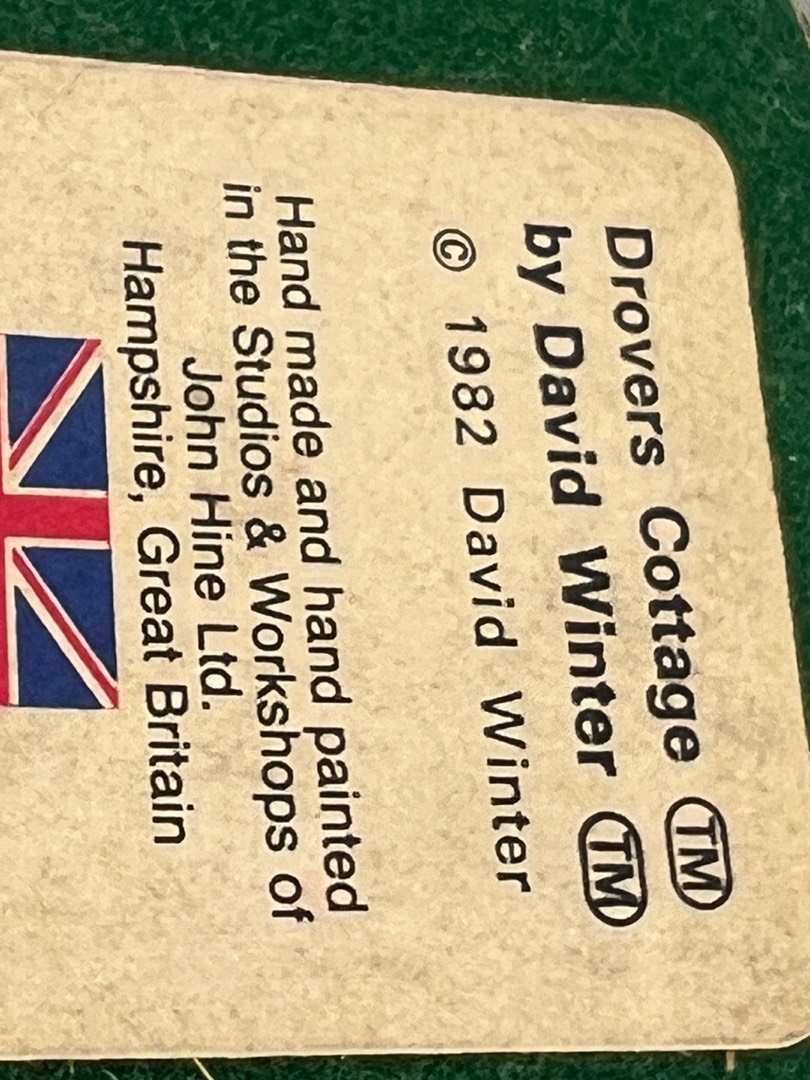 Drovers Cottage TM
by David Winter TM
© 1982 David Winter
Hand made and hand painted
in the Studios & Workshops of
John Hine Ltd.
Hampshire, Great Britain